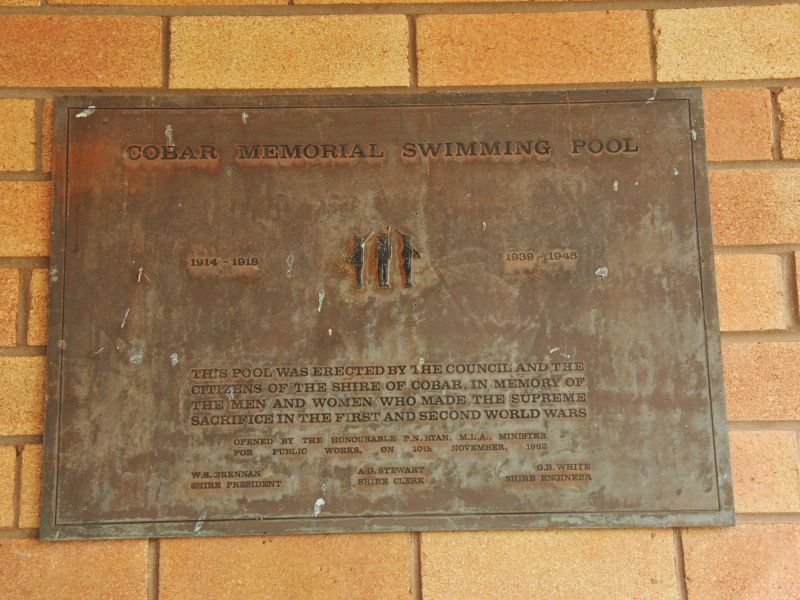 COBAR MEMORIAL SWIMMING POOL
1914 - 1918
1939 - 1945
THIS POOL WAS ERECTED BY THE COUNCIL AND THE
CITIZENS OF THE SHIRE OF COBAR, IN MEMORY OF
THE MEN AND WOMEN WHO MADE THE SUPREME
SACRIFICE IN THE FIRST AND SECOND WORLD WARS
OPENED BY THE HONOURABLE P.N. RYAN, M.L.A., MINISTER
FOR PUBLIC WORKS, ON 10th NOVEMBER, 1962
W.S. BRENNAN
SHIRE PRESIDENT
A.G. STEWART
SHIRE CLERK
G.B. WHITE
SHIRE ENGINEER